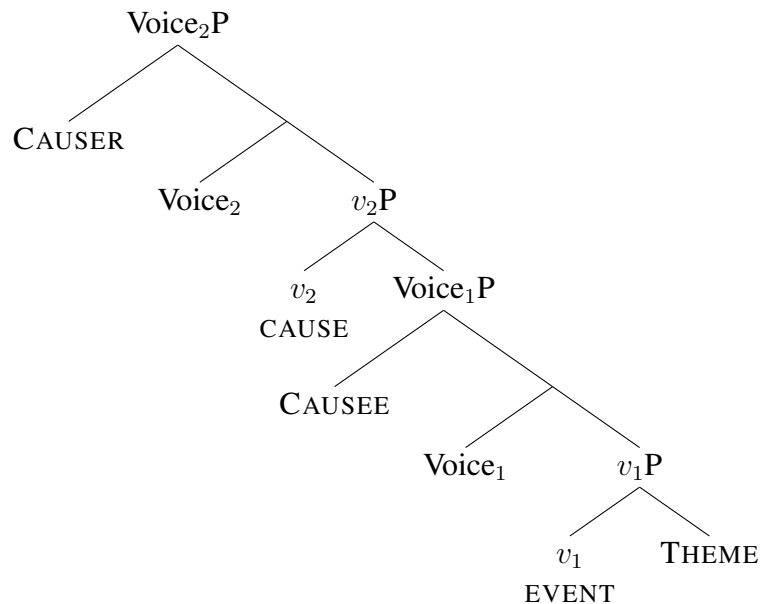 Voice₂P
CAUSER
Voice₂ v₂P
v₂ Voice₁P
CAUSE
CAUSEE
Voice₁ v₁P
v₁ THEME
EVENT